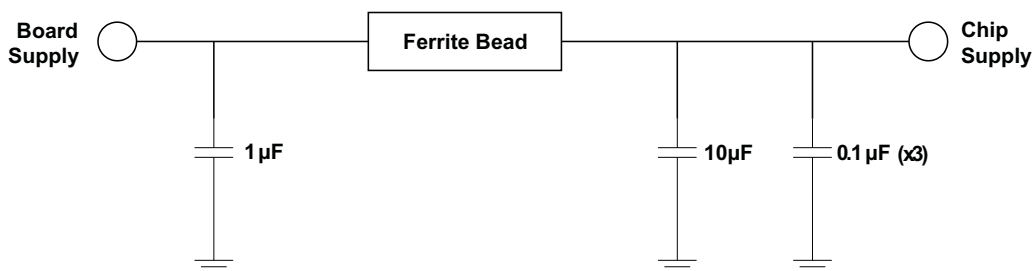 Board
Supply
Ferrite Bead
Chip
Supply
1 µF
10µF
0.1 µF (x3)